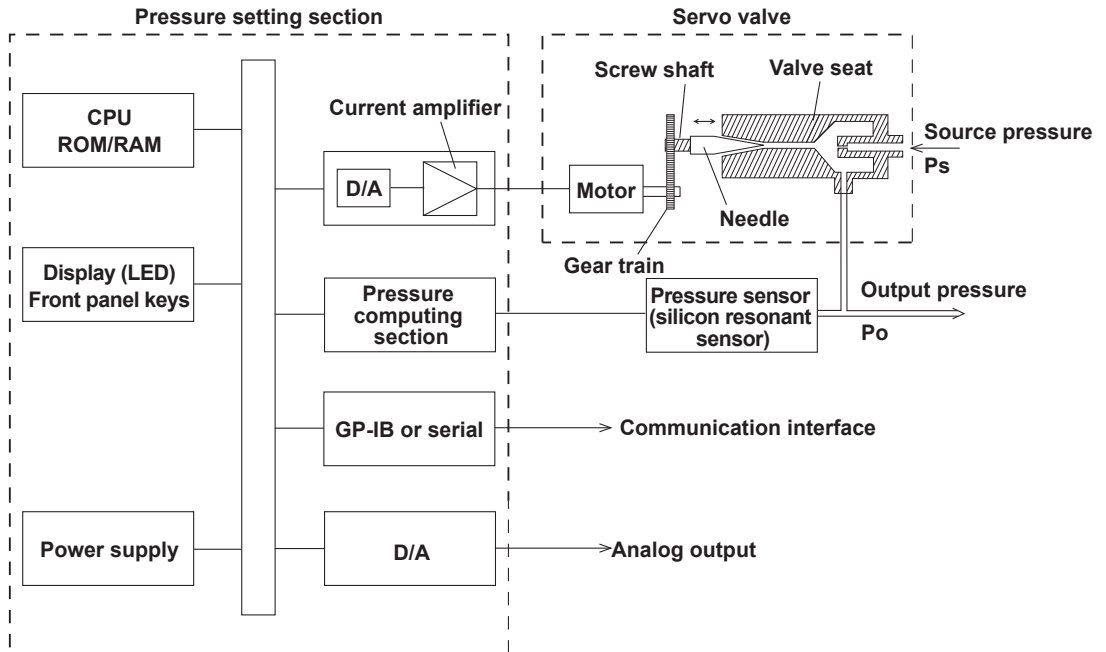 Pressure setting section
Servo valve
Screw shaft
Valve seat
CPU
ROM/RAM
Current amplifier
Source pressure
Ps
D/A
Motor
Needle
Gear train
Display (LED)
Front panel keys
Pressure
computing
section
Pressure sensor
(silicon resonant
sensor)
Output pressure
Po
GP-IB or serial
Communication interface
Power supply
D/A
Analog output